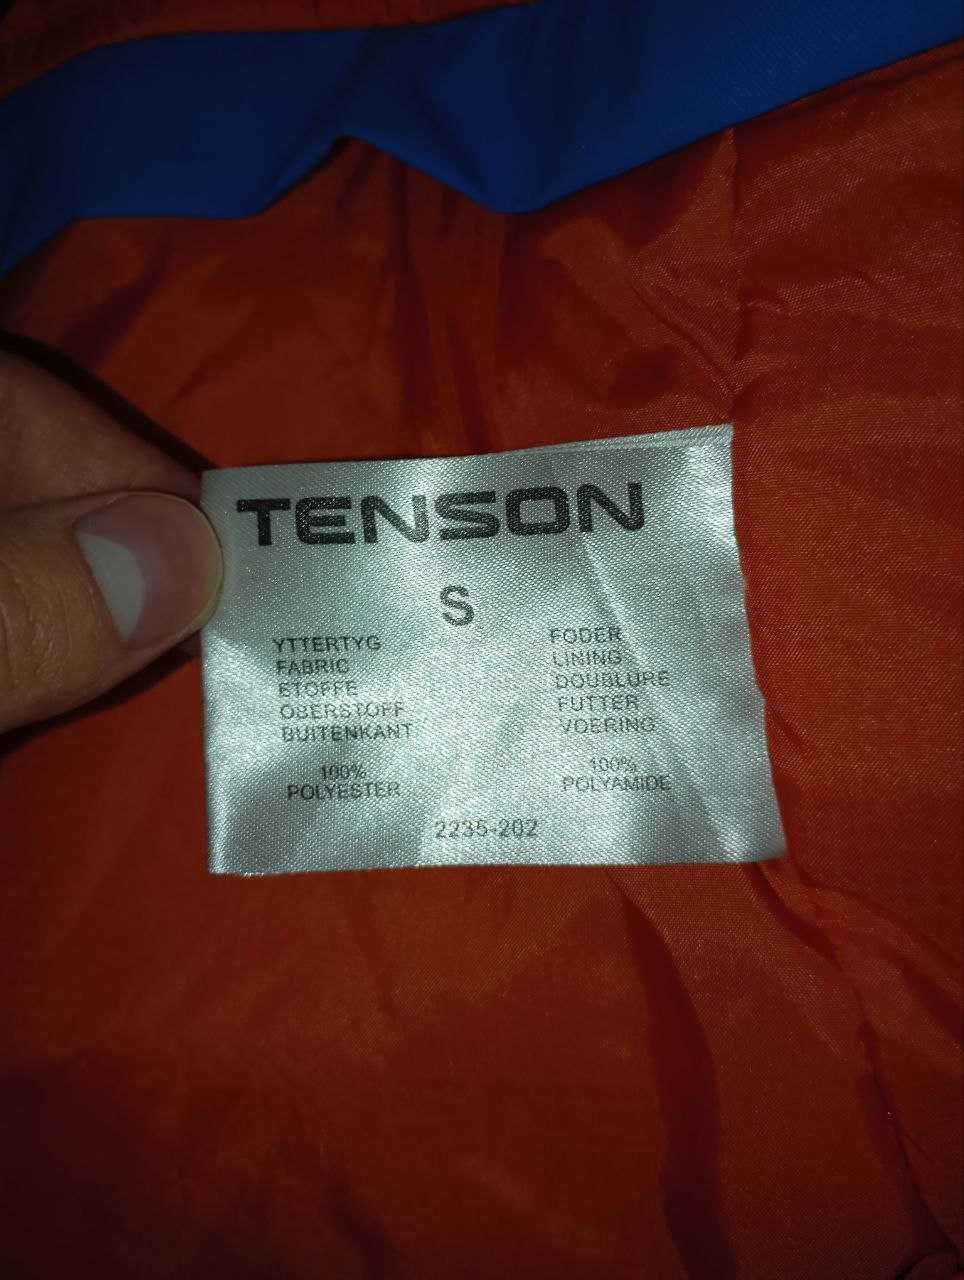 TENSON
S
YTTERTYG
FABRIC
ETOFFE
OBERSTOFF
BUITENKANT
100%
POLYESTER
FODER
LINING
DOUBLURE
FUTTER
VOERING
100%
POLYAMIDE
2235-202